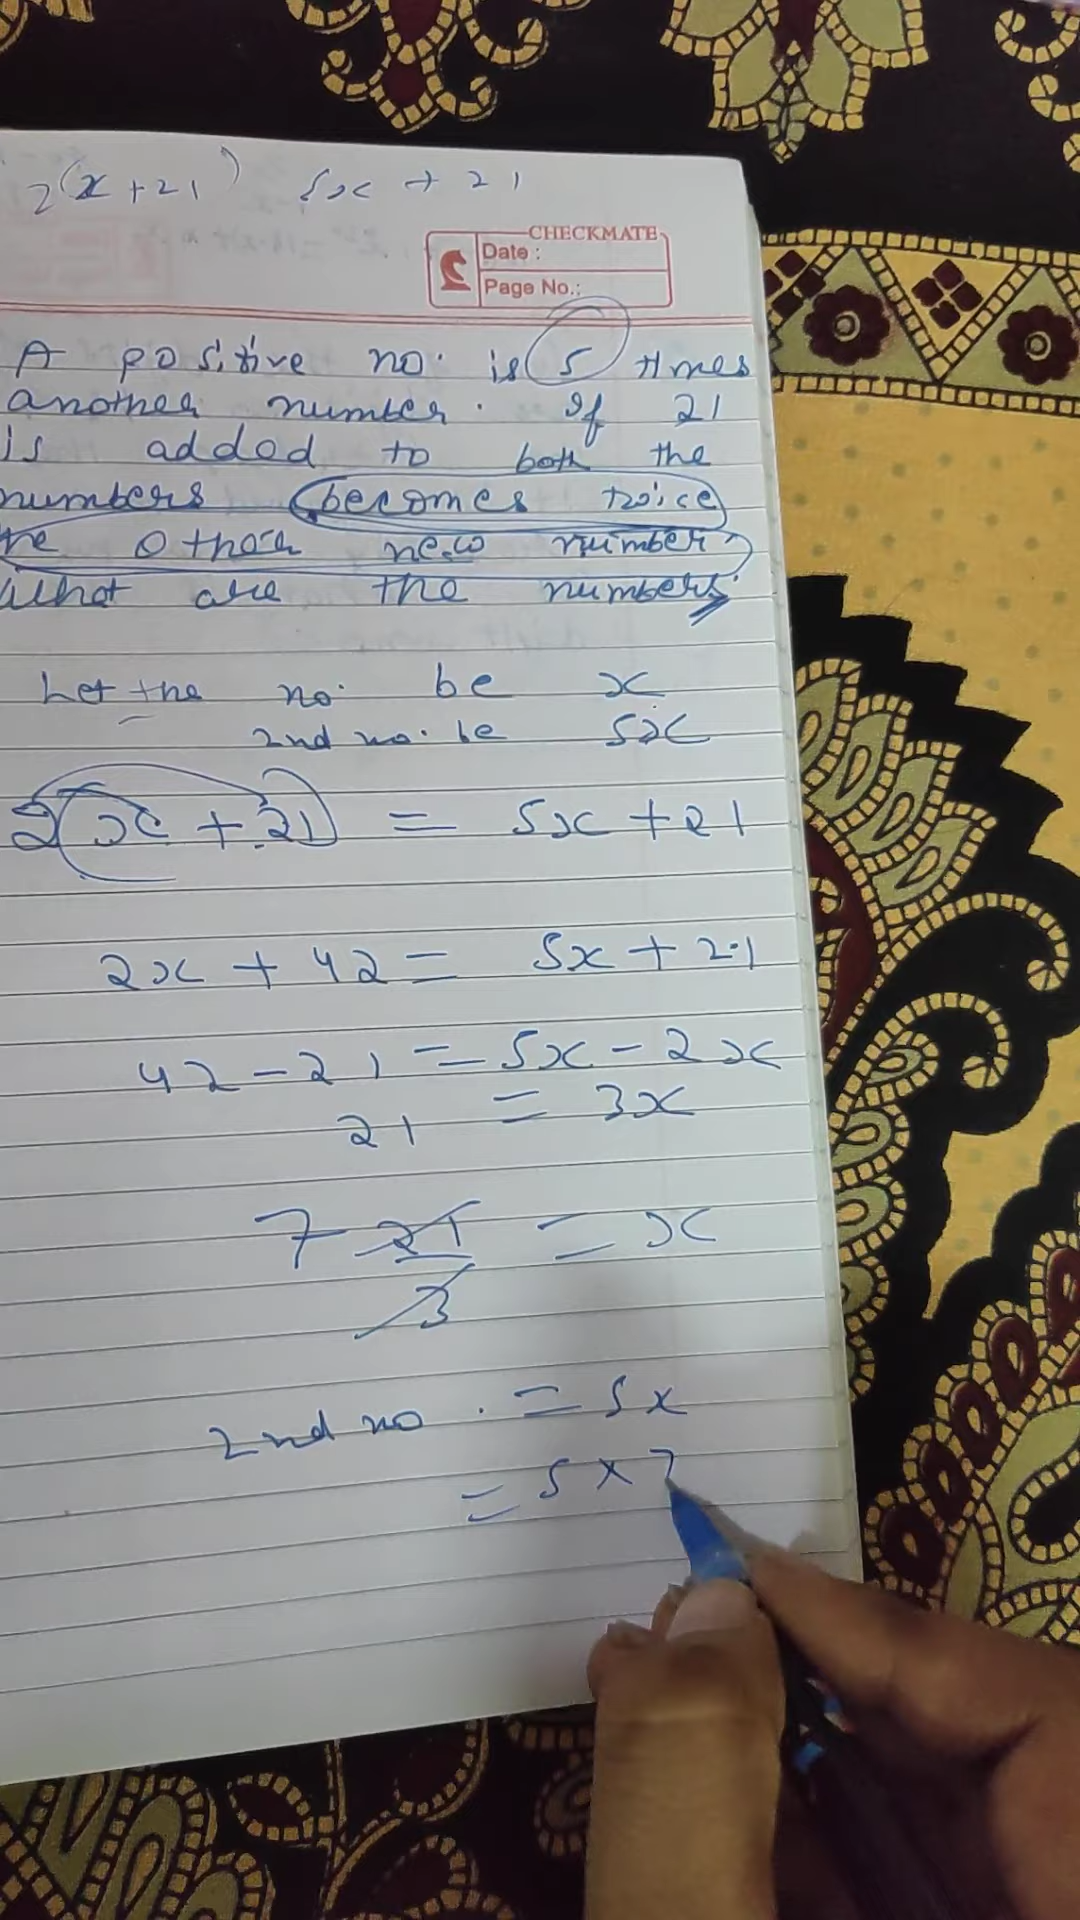 2(x+21) 5x + 21
CHECKMATE
Date :
Page No.:
A positive no. is 5 times
another number. If 21
is added to both the
numbers becomes twice
the other new number.
What are the numbers
Let the no. be x
2nd no. be 5x
2(x + 21) = 5x + 21
2x + 42 = 5x + 21
42 - 21 = 5x - 2x
21 = 3x
7 21 = x
3
2nd no. = 5x
= 5 x 7